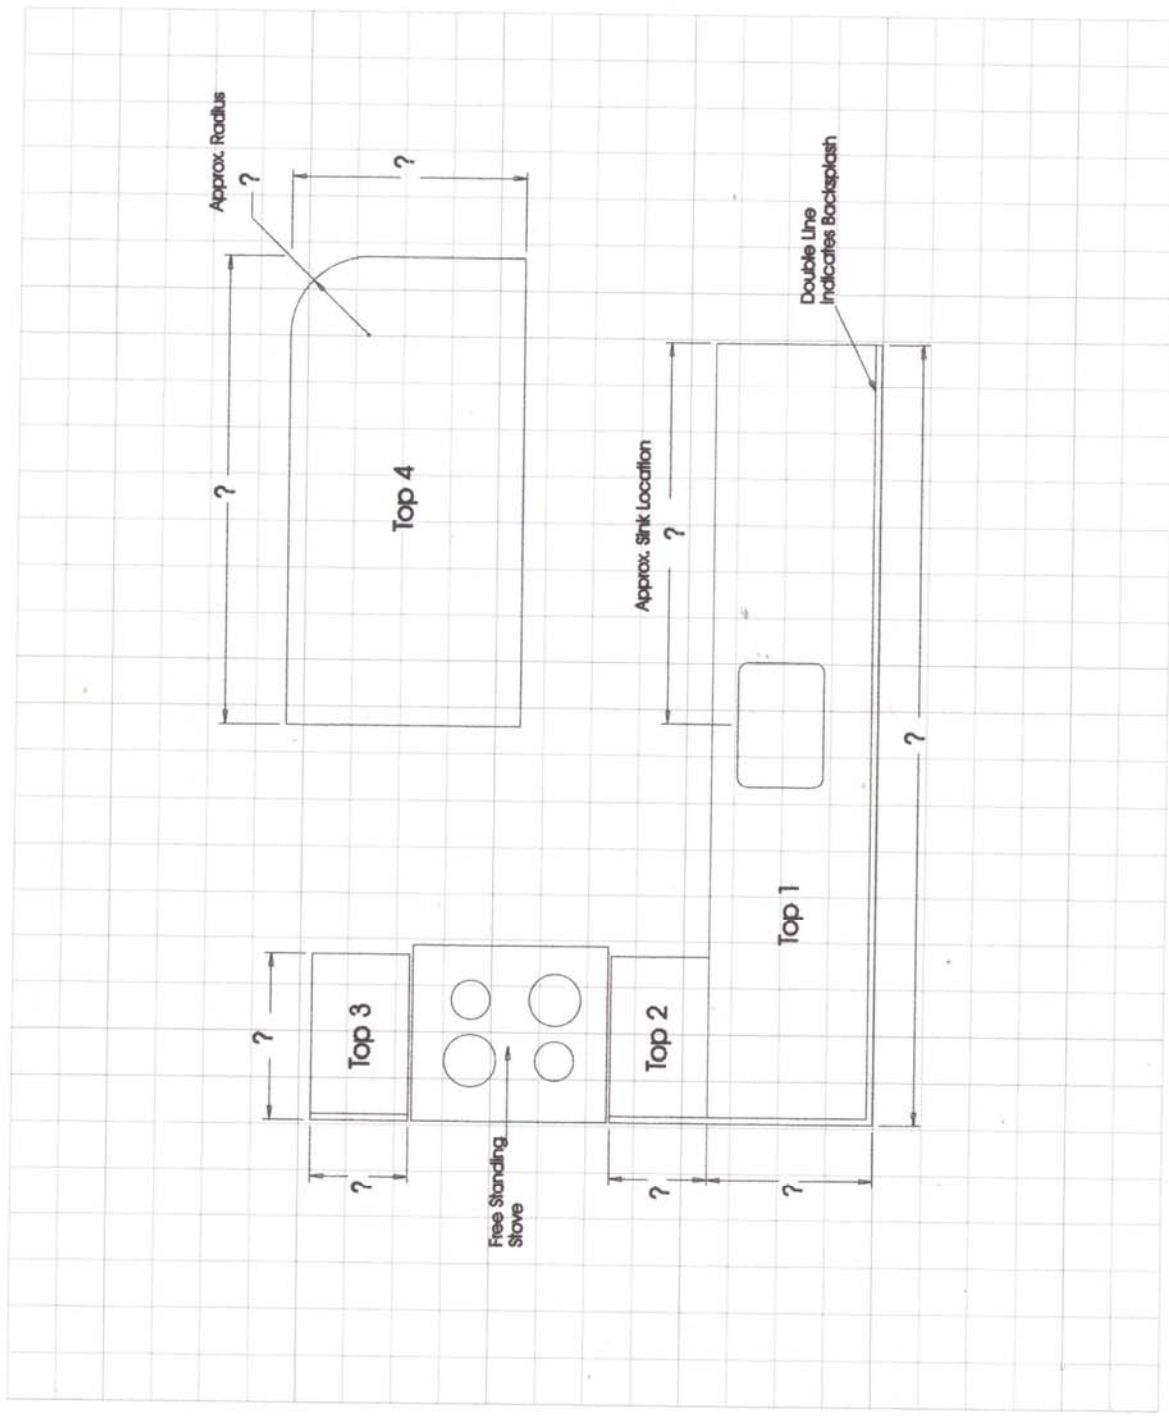 Approx. Radius
?
?
?
?
Top 3
Top 4
?
Free Standing
Stove
Approx. Sink Location
?
Top 2
?
?
Top 1
Double Line
Indicates Backsplash
?